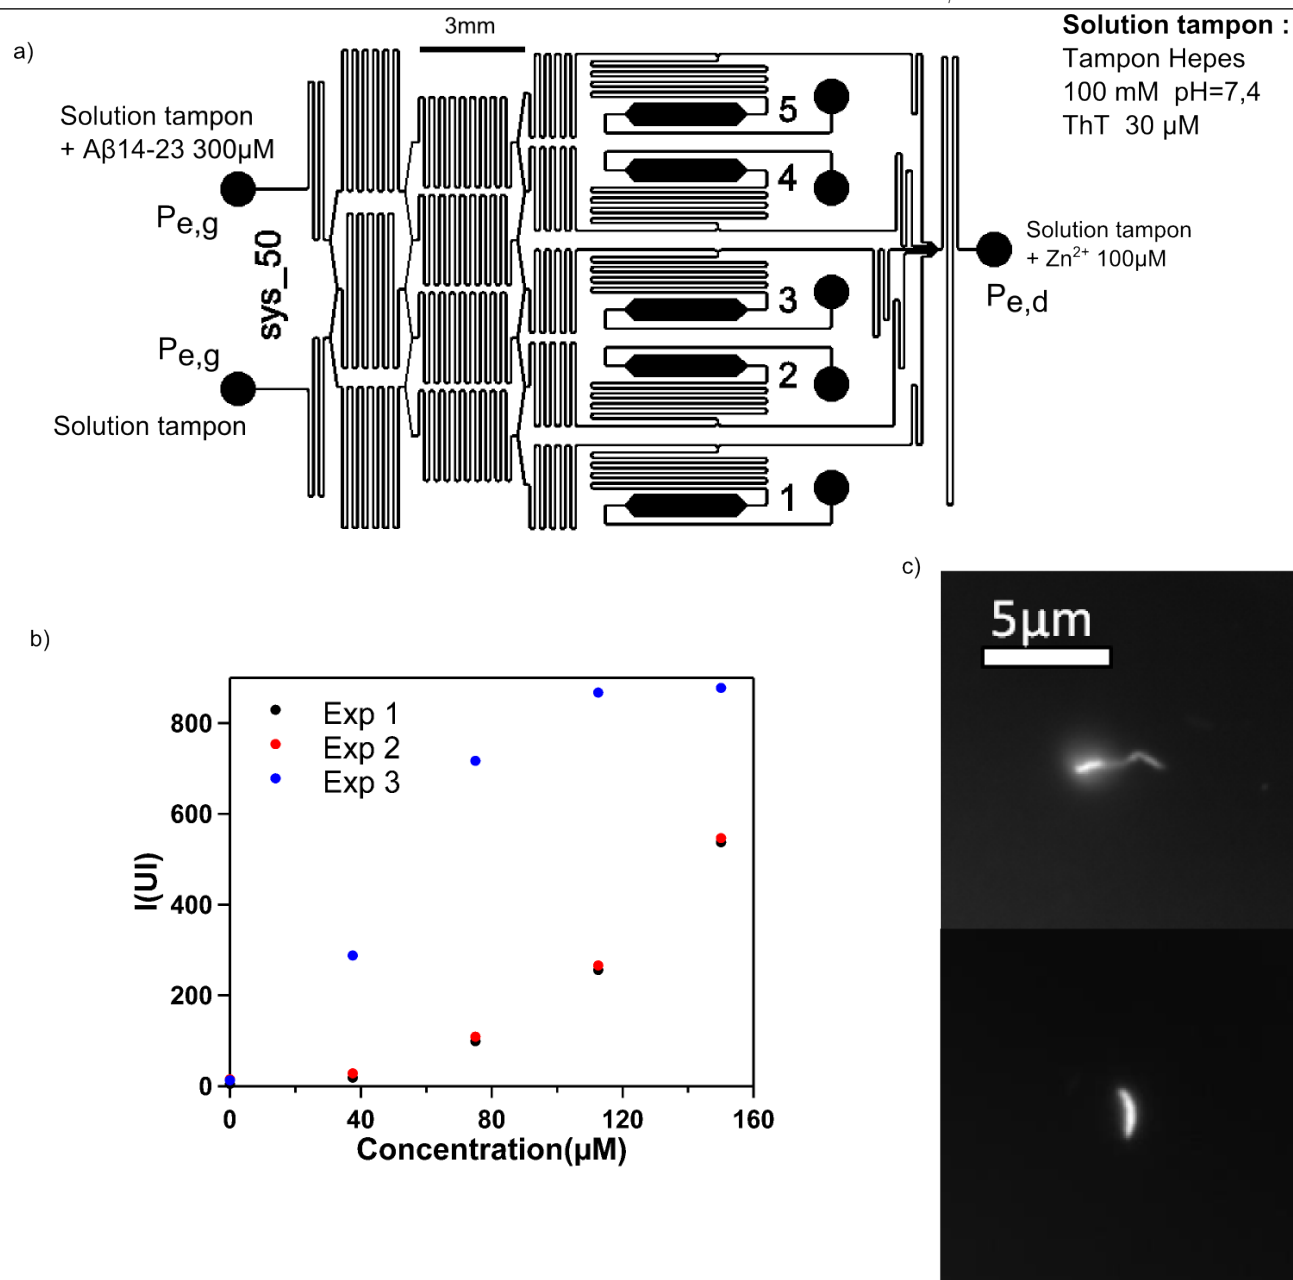 a)
3mm
Solution tampon :
Tampon Hepes
100 mM pH=7,4
ThT 30 µM
Solution tampon
+ Aβ14-23 300µM
Pe,g
sys_50
Pe,g
Solution tampon
5
4
3
2
1
Solution tampon
+ Zn²⁺ 100µM
Pe,d
b)
Exp 1
Exp 2
Exp 3
I(UI)
800
600
400
200
0
0 40 80 120 160
Concentration(µM)
c)
5µm